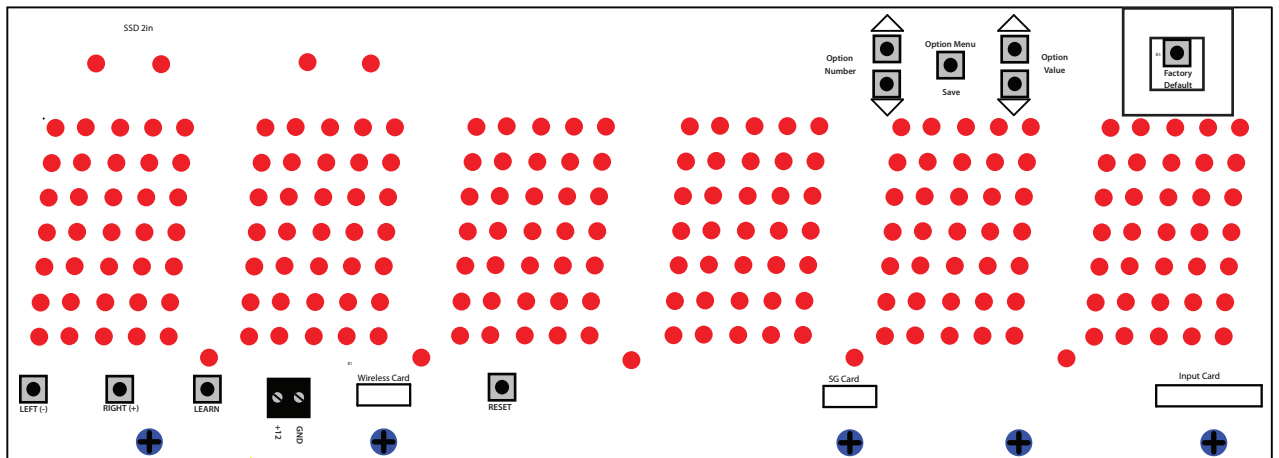 SSD 2in
Option Number
Option Menu
Save
Option Value
Factory Default
Wireless Card
SG Card
Input Card
LEFT (-)
RIGHT (+)
LEARN
+12
GND
RESET